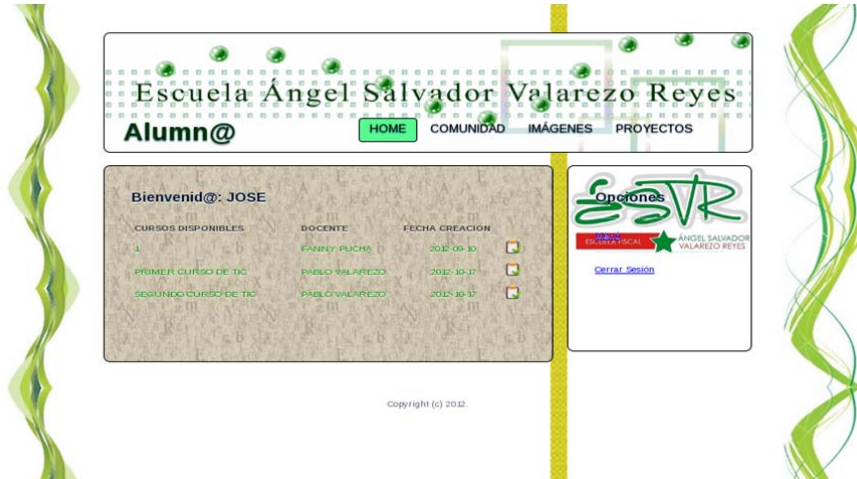 Escuela Ángel Salvador Valarezo Reyes
Alumn@
HOME COMUNIDAD IMÁGENES PROYECTOS
Bienvenid@: JOSE
CURSOS DISPONIBLES DOCENTE FECHA CREACION
1 FANNY PUCHA 2012-09-10
PRIMER CURSO DE TIC PABLO VALAREZO 2012-10-17
SEGUNDO CURSO DE TIC PABLO VALAREZO 2012-10-17
ESVR
Opciones
Menú
ESCUELA FISCAL ÁNGEL SALVADOR
VALAREZO REYES
Cerrar Sesión
Copyright (c) 2012.